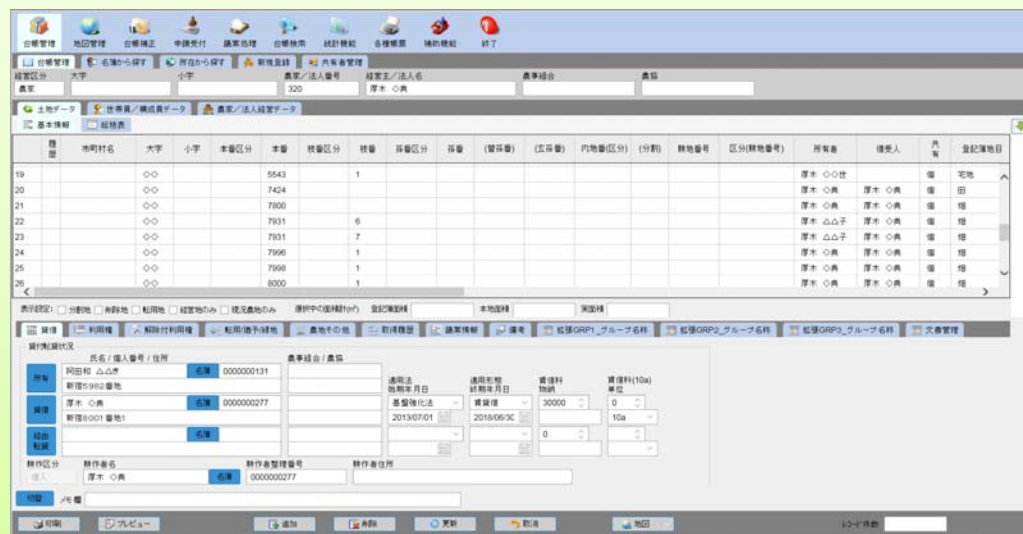 台帳管理 地図管理 台帳補正 申請受付 議案処理 台帳検索 統計機能 各種帳票 補助機能 終了
台帳管理 名簿から探す 所在から探す 新規登録 共有者管理
経営区分 大字 小字 農家/法人番号 経営主/法人名 農事組合 農協
農家 320 厚木 ◇典
土地データ 世帯員/構成員データ 農家/法人経営データ
基本情報 総括表
履歴 市町村名 大字 小字 本番区分 本番 枝番区分 枝番 孫番区分 孫番 (曾孫番) (玄孫番) 内地番(区分) (分割) 耕地番号 区分(耕地番号) 所有者 借受人 共有 登記簿地目
19 ◇◇ 5543 1 厚木 ◇◇世 個 宅地
20 ◇◇ 7424 厚木 ◇典 厚木 ◇典 個 田
21 ◇◇ 7800 厚木 ◇典 厚木 ◇典 個 畑
22 ◇◇ 7931 6 厚木 △△子 厚木 ◇典 個 畑
23 ◇◇ 7931 7 厚木 △△子 厚木 ◇典 個 畑
24 ◇◇ 7996 1 厚木 ◇典 厚木 ◇典 個 畑
25 ◇◇ 7998 1 厚木 ◇典 厚木 ◇典 個 畑
26 ◇◇ 8000 1 厚木 ◇典 厚木 ◇典 個 畑
表示設定: 分割地 削除地 転用地 経営地のみ 現況農地のみ 選択中の面積計(㎡) 登記簿面積 本地面積 実面積
貸借 利用権 解除付利用権 転用/猶予/緑地 農地その他 取得履歴 議案情報 備考 拡張GRP1_グループ名称 拡張GRP2_グループ名称 拡張GRP3_グループ名称 文書管理
貸付転貸状況
氏名/個人番号/住所 農事組合/農協
所有 阿田和 △△ぎ 名簿 0000000131
新宿5982番地
適用法 適用形態 賃借料 賃借料(10a)
始期年月日 終期年月日 物納 単位
貸借 厚木 ◇典 名簿 0000000277 基盤強化法 賃貸借 30000 0
新宿8001番地1 2013/07/01 2018/06/30 10a
経由転貸 名簿 0
耕作区分 耕作者名 耕作者整理番号 耕作者住所
借入 厚木 ◇典 名簿 0000000277
切替 メモ欄
印刷 プレビュー 追加 削除 更新 取消 地図 レコード件数